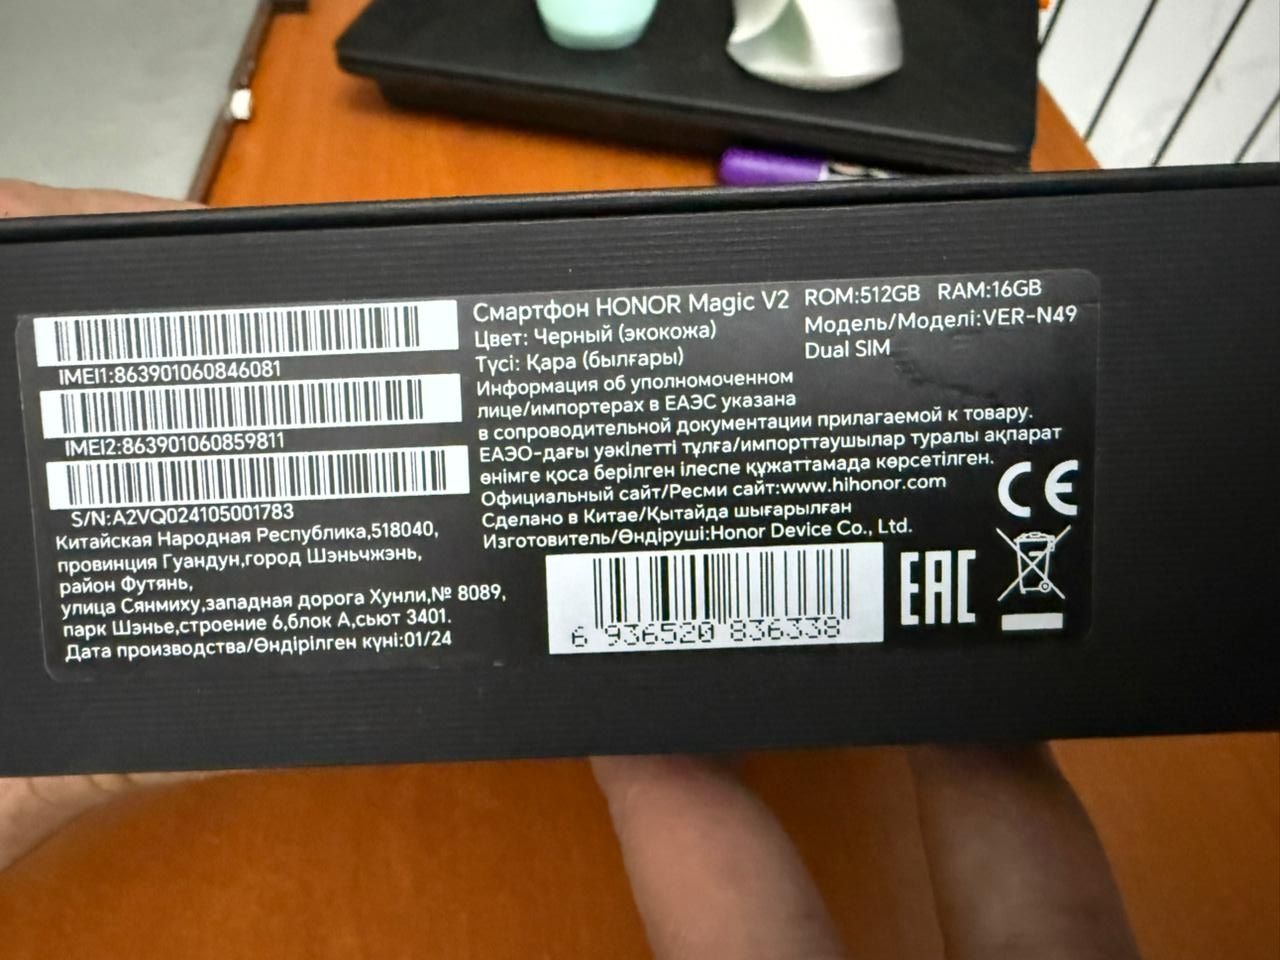 IMEI1:863901060846081
IMEI2:863901060859811
S/N:A2VQ024105001783
Китайская Народная Республика,518040,
провинция Гуандун,город Шэньчжэнь,
район Футянь,
улица Сянмиху,западная дорога Хунли,№ 8089,
парк Шэнье,строение 6,блок А,сьют 3401.
Дата производства/Өндірілген күні:01/24
Смартфон HONOR Magic V2
Цвет: Черный (экокожа)
Түсі: Қара (былғары)
ROM:512GB RAM:16GB
Модель/Моделі:VER-N49
Dual SIM
Информация об уполномоченном
лице/импортерах в ЕАЭС указана
в сопроводительной документации прилагаемой к товару.
ЕАЭО-дағы уәкілетті тұлға/импорттаушылар туралы ақпарат
өнімге қоса берілген ілеспе құжаттамада көрсетілген.
Официальный сайт/Ресми сайт:www.hihonor.com
Сделано в Китае/Қытайда шығарылған
Изготовитель/Өндіруші:Honor Device Co., Ltd.
6 936520 836338
EAC
CE